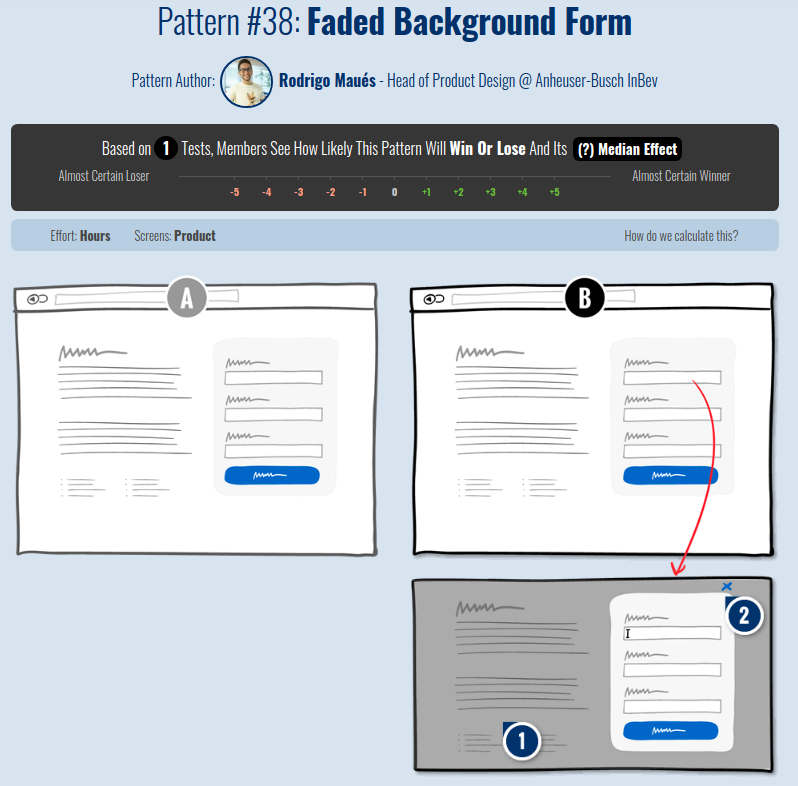 Pattern #38: Faded Background Form
Pattern Author: Rodrigo Maués - Head of Product Design @ Anheuser-Busch InBev
Based on 1 Tests, Members See How Likely This Pattern Will Win Or Lose And Its (?) Median Effect
Almost Certain Loser
Almost Certain Winner
-5 -4 -3 -2 -1 0 +1 +2 +3 +4 +5
Effort: Hours Screens: Product How do we calculate this?
A
B
2
1